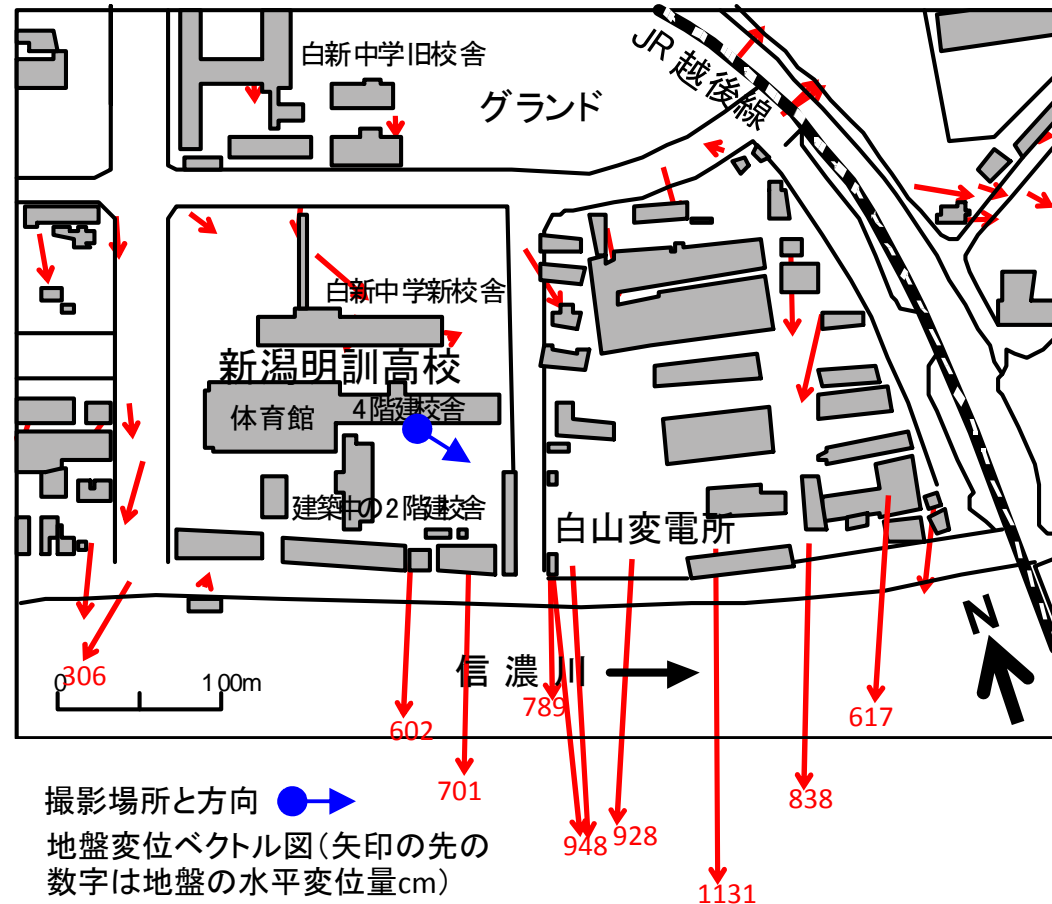 白新中学旧校舎
グランド
JR越後線
白新中学新校舎
新潟明訓高校
体育館
4階建校舎
建築中の2階建校舎
白山変電所
信濃川
N
0
100m
306
602
701
789
948
928
1131
838
617
撮影場所と方向
地盤変位ベクトル図(矢印の先の
数字は地盤の水平変位量cm)